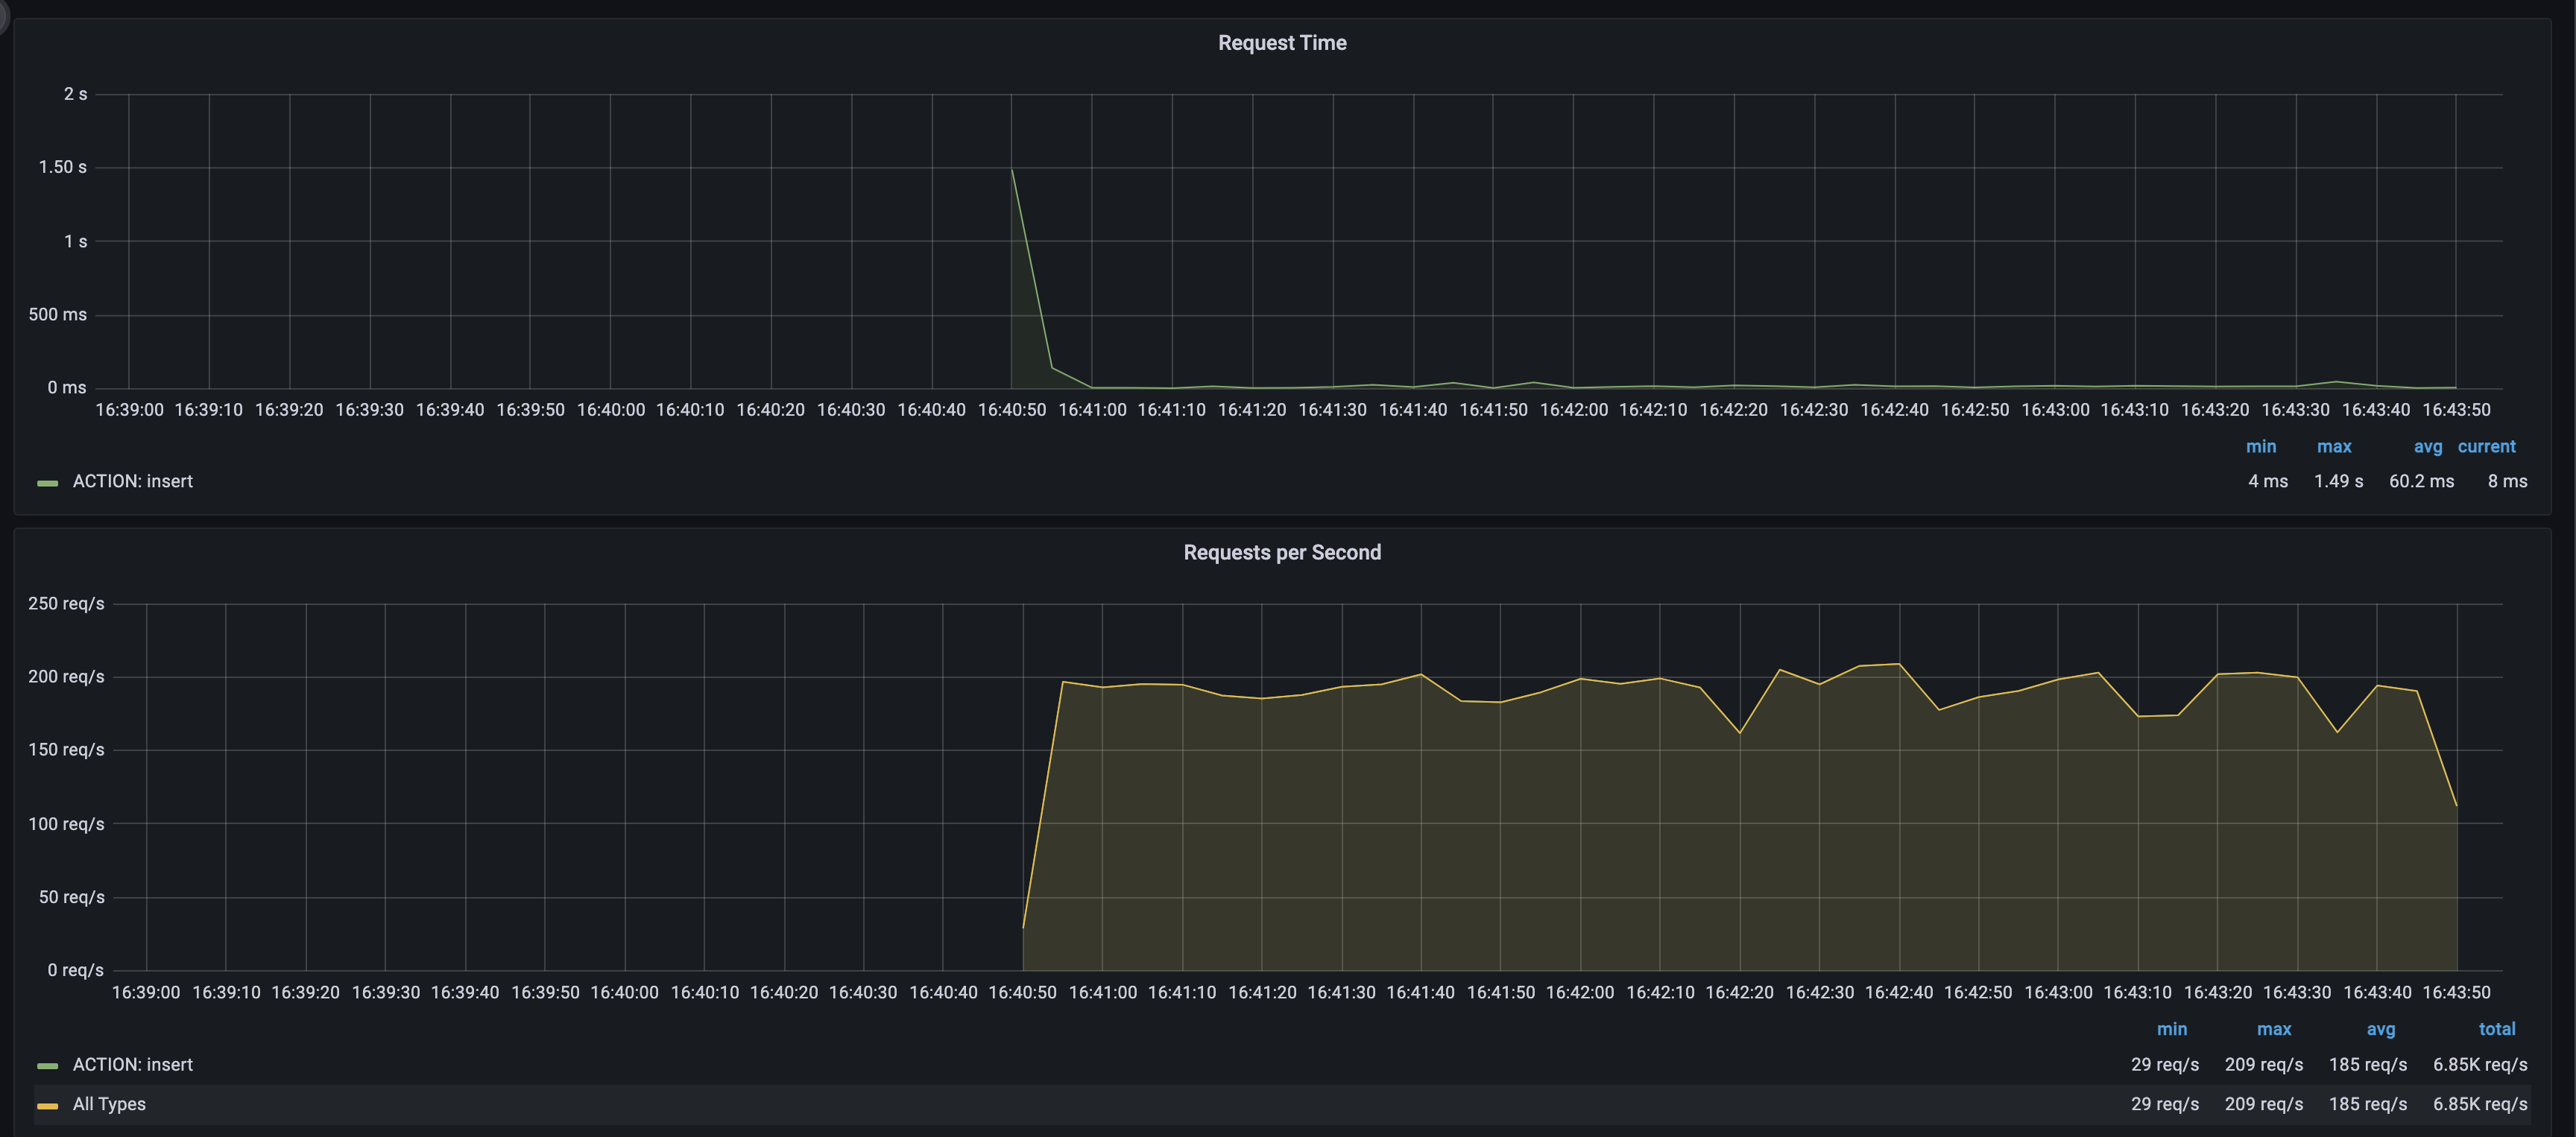 Request Time
2 s
1.50 s
1 s
500 ms
0 ms
16:39:00 16:39:10 16:39:20 16:39:30 16:39:40 16:39:50 16:40:00 16:40:10 16:40:20 16:40:30 16:40:40 16:40:50 16:41:00 16:41:10 16:41:20 16:41:30 16:41:40 16:41:50 16:42:00 16:42:10 16:42:20 16:42:30 16:42:40 16:42:50 16:43:00 16:43:10 16:43:20 16:43:30 16:43:40 16:43:50
min max avg current
ACTION: insert 4 ms 1.49 s 60.2 ms 8 ms
Requests per Second
250 req/s
200 req/s
150 req/s
100 req/s
50 req/s
0 req/s
16:39:00 16:39:10 16:39:20 16:39:30 16:39:40 16:39:50 16:40:00 16:40:10 16:40:20 16:40:30 16:40:40 16:40:50 16:41:00 16:41:10 16:41:20 16:41:30 16:41:40 16:41:50 16:42:00 16:42:10 16:42:20 16:42:30 16:42:40 16:42:50 16:43:00 16:43:10 16:43:20 16:43:30 16:43:40 16:43:50
min max avg total
ACTION: insert 29 req/s 209 req/s 185 req/s 6.85K req/s
All Types 29 req/s 209 req/s 185 req/s 6.85K req/s